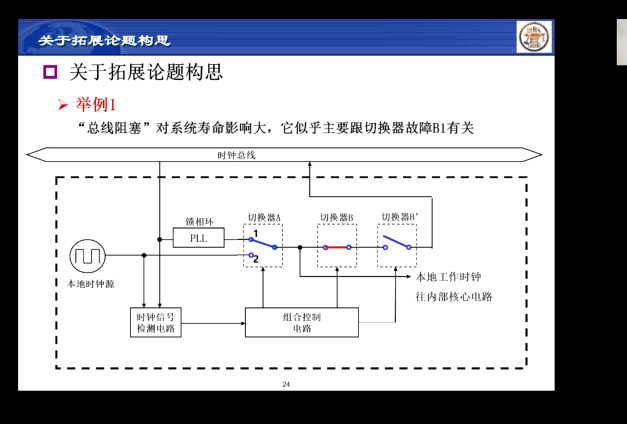 关于拓展论题构思
关于拓展论题构思
举例1
“总线阻塞”对系统寿命影响大，它似乎主要跟切换器故障B1有关
时钟总线
锁相环
PLL
切换器A
切换器B
切换器B'
1
2
本地时钟源
本地工作时钟
往内部核心电路
时钟信号
检测电路
组合控制
电路
24